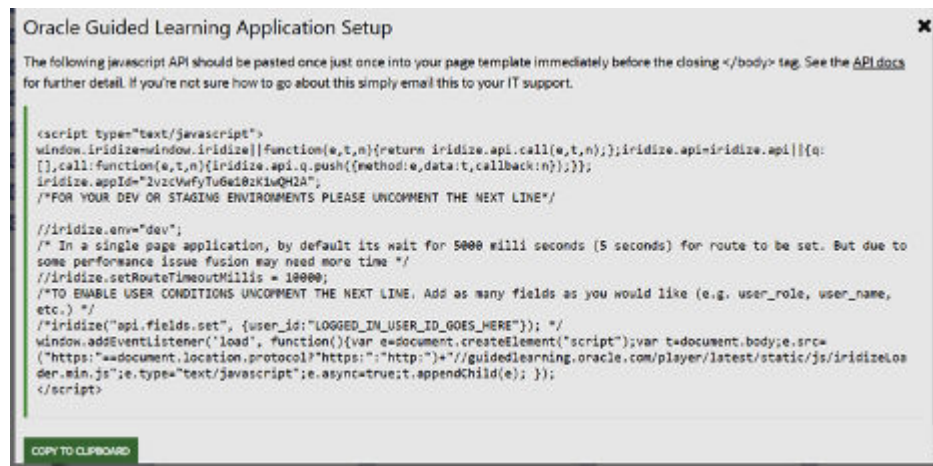 Oracle Guided Learning Application Setup
The following javascript API should be pasted once just once into your page template immediately before the closing </body> tag. See the API docs
for further detail. If you're not sure how to go about this simply email this to your IT support.
<script type="text/javascript">
window.iridize=window.iridize||function(e,t,n){return iridize.api.call(e,t,n);};iridize.api=iridize.api||{q:
[],call:function(e,t,n){iridize.api.q.push({method:e,data:t,callback:n});}};
iridize.appId="2vzcVwfyTu6ei0zK1wQH2A";
/*FOR YOUR DEV OR STAGING ENVIRONMENTS PLEASE UNCOMMENT THE NEXT LINE*/
//iridize.env="dev";
/* In a single page application, by default its wait for 5000 milli seconds (5 seconds) for route to be set. But due to
some performance issue fusion may need more time */
//iridize.setRouteTimeoutMillis = 10000;
/*TO ENABLE USER CONDITIONS UNCOMMENT THE NEXT LINE. Add as many fields as you would like (e.g. user_role, user_name,
etc.) */
/*iridize("api.fields.set", {user_id:"LOGGED_IN_USER_ID_GOES_HERE"}); */
window.addEventListener('load', function(){var e=document.createElement("script");var t=document.body;e.src=
("https:"==document.location.protocol?"https:":"http:")+"//guidedlearning.oracle.com/player/latest/static/js/iridizeLoa
der.min.js";e.type="text/javascript";e.async=true;t.appendChild(e); });
</script>
COPY TO CLIPBOARD